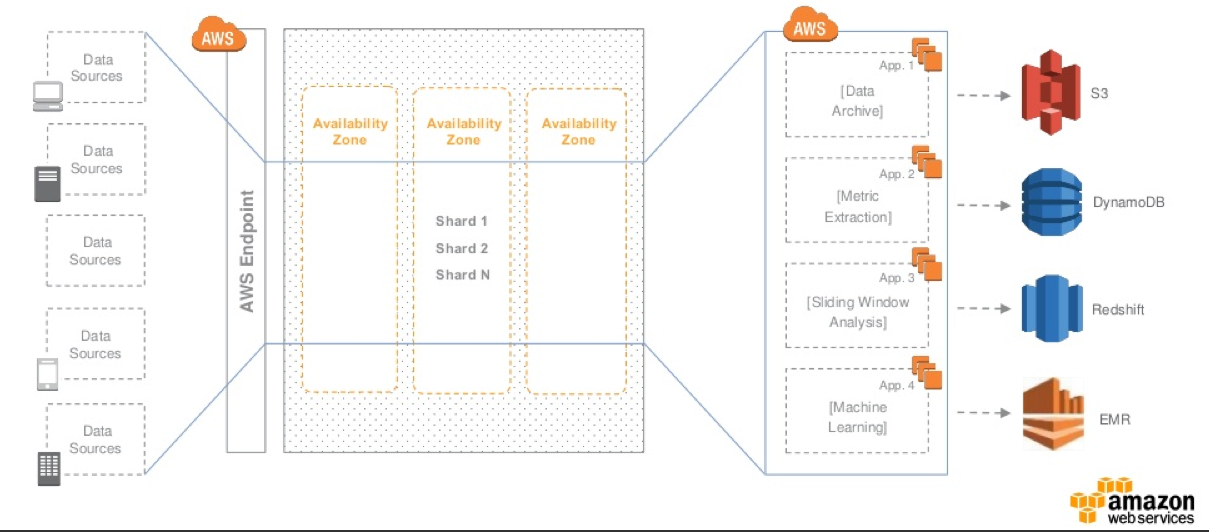 Data
Sources
Data
Sources
Data
Sources
Data
Sources
Data
Sources
AWS
AWS Endpoint
Availability
Zone
Availability
Zone
Availability
Zone
Shard 1
Shard 2
Shard N
AWS
App. 1
[Data
Archive]
App. 2
[Metric
Extraction]
App. 3
[Sliding Window
Analysis]
App. 4
[Machine
Learning]
S3
DynamoDB
Redshift
EMR
amazon
webservices